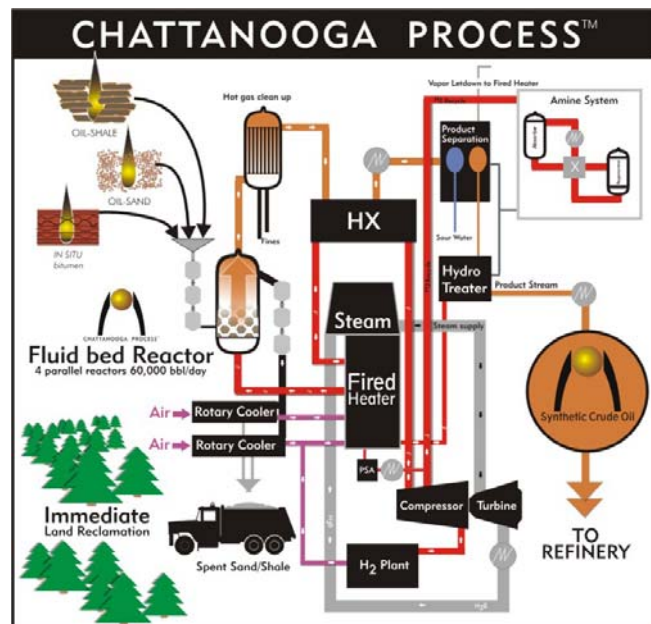 CHATTANOOGA PROCESS™
OIL-SHALE
OIL-SAND
IN SITU
bitumen
Hot gas clean up
Fines
Vapor Letdown to Fired Heater
Amine System
Absorber
X
Product
Separation
Sour Water
HX
Hydro
Treater
Product Stream
Steam
Steam supply
Fired
Heater
CHATTANOOGA PROCESS
Fluid bed Reactor
4 parallel reactors 60,000 bbl/day
Air
Rotary Cooler
Air
Rotary Cooler
Immediate
Land Reclamation
Spent Sand/Shale
PSA
Compressor
Turbine
H2 Plant
Synthetic Crude Oil
TO
REFINERY